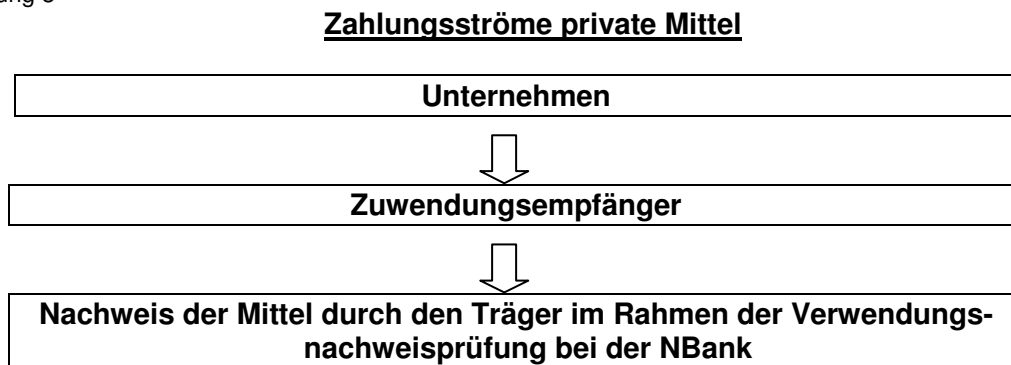 Zahlungsströme private Mittel
Unternehmen
Zuwendungsempfänger
Nachweis der Mittel durch den Träger im Rahmen der Verwendungs-
nachweisprüfung bei der NBank